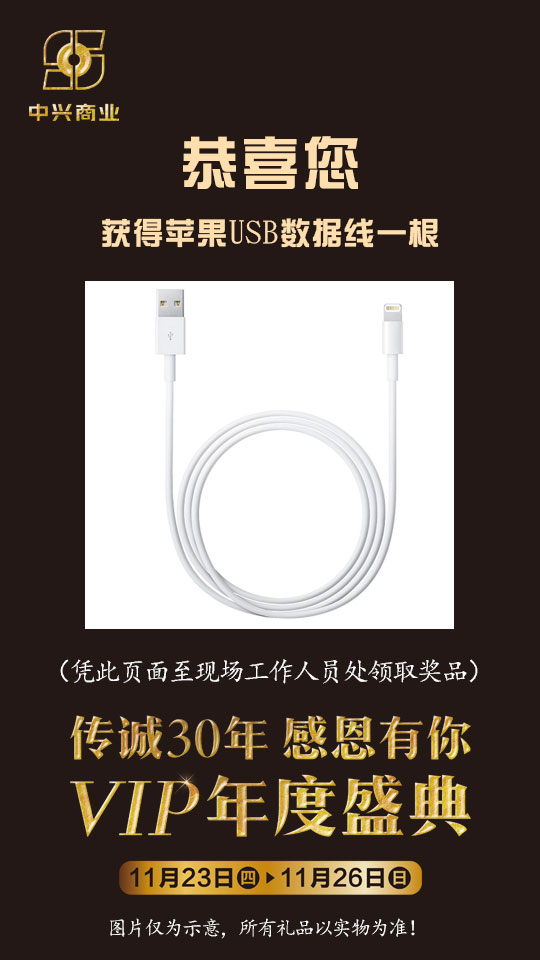 中兴商业
恭喜您
获得苹果USB数据线一根
（凭此页面至现场工作人员处领取奖品）
传诚30年 感恩有你
VIP年度盛典
11月23日四▶11月26日日
图片仅为示意，所有礼品以实物为准！